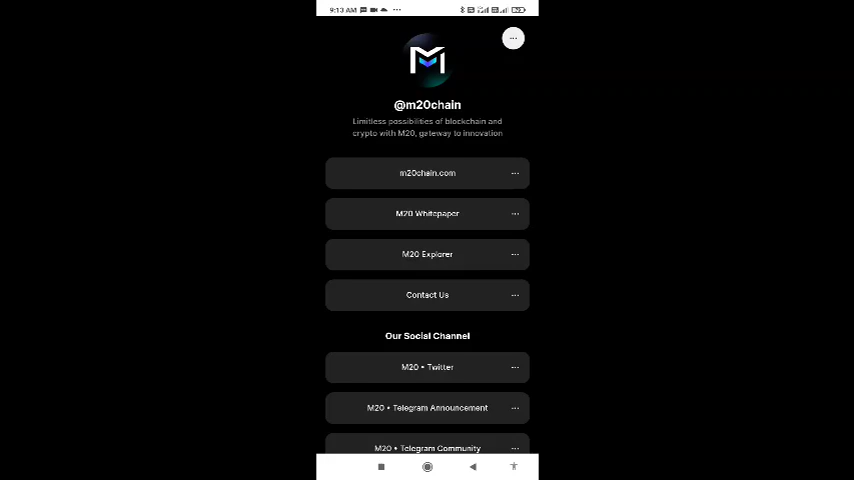 9:13 AM
@m20chain
Limitless possibilities of blockchain and
crypto with M20, gateway to innovation
m20chain.com
M20 Whitepaper
M20 Explorer
Contact Us
Our Social Channel
M20 • Twitter
M20 • Telegram Announcement
M20 • Telegram Community